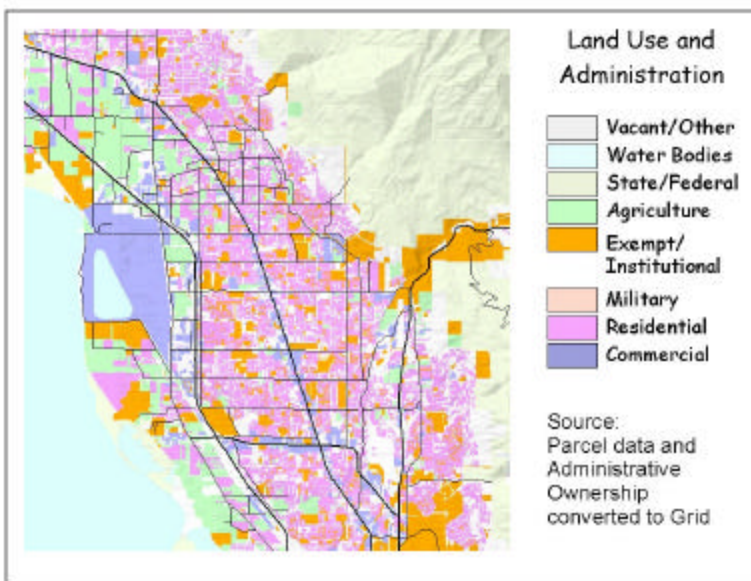 Land Use and
Administration
Vacant/Other
Water Bodies
State/Federal
Agriculture
Exempt/
Institutional
Military
Residential
Commercial
Source:
Parcel data and
Administrative
Ownership
converted to Grid